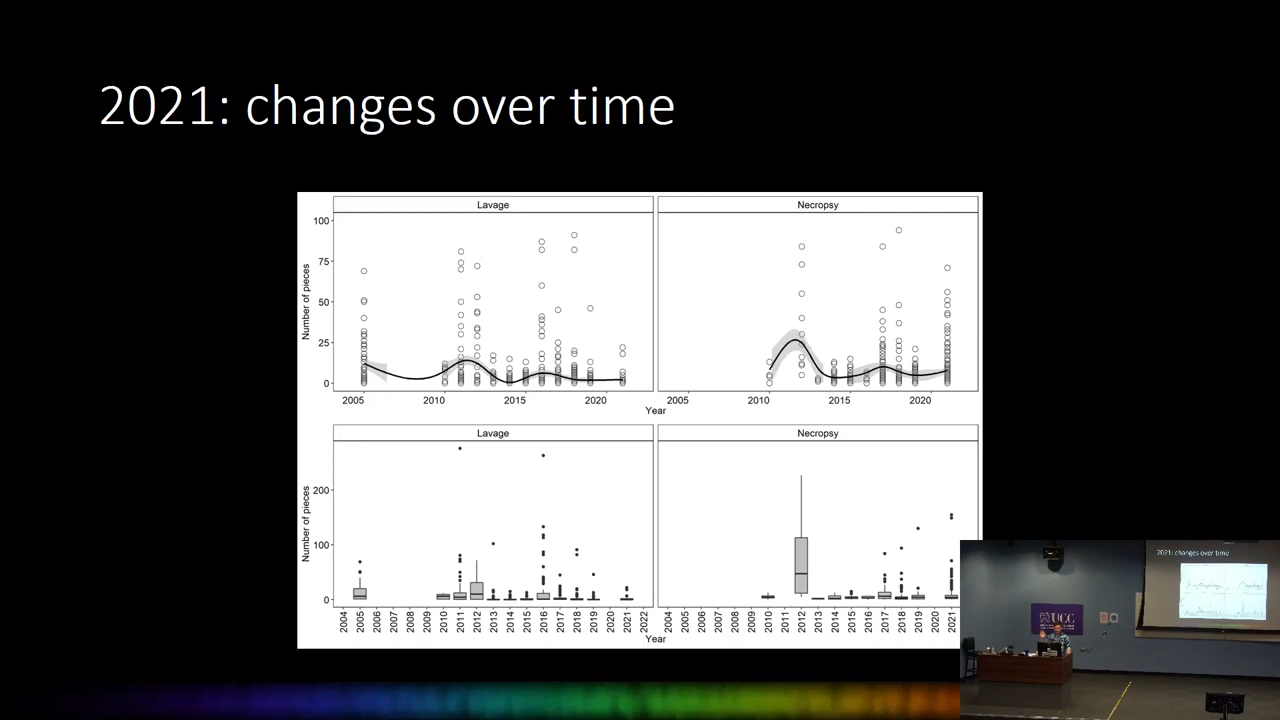 2021: changes over time
Lavage
Necropsy
Number of pieces
100
75
50
25
0
2005 2010 2015 2020
2005 2010 2015 2020
Year
Lavage
Necropsy
Number of pieces
200
100
0
2004 2005 2006 2007 2008 2009 2010 2011 2012 2013 2014 2015 2016 2017 2018 2019 2020 2021 2022
2004 2005 2006 2007 2008 2009 2010 2011 2012 2013 2014 2015 2016 2017 2018 2019 2020 2021
Year
2021: changes over time
UCC